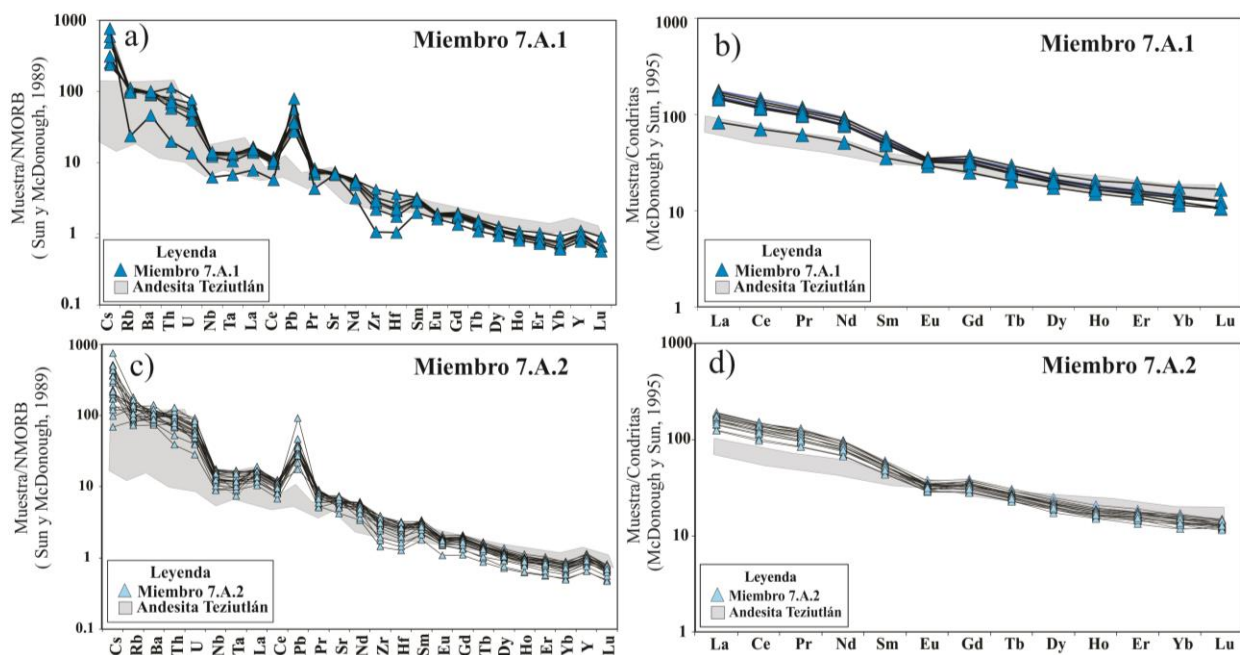 a)
Miembro 7.A.1
1000
100
10
1
0.1
Muestra/NMORB
( Sun y McDonough, 1989)
Leyenda
Miembro 7.A.1
Andesita Teziutlán
Cs Rb Ba Th U Nb Ta La Ce Pb Pr Sr Nd Zr Hf Sm Eu Gd Tb Dy Ho Er Yb Y Lu
b)
Miembro 7.A.1
1000
100
10
1
Muestra/Condritas
(McDonough y Sun, 1995)
Leyenda
Miembro 7.A.1
Andesita Teziutlán
La Ce Pr Nd Sm Eu Gd Tb Dy Ho Er Yb Lu
c)
Miembro 7.A.2
1000
100
10
1
0.1
Muestra/NMORB
( Sun y McDonough, 1989)
Leyenda
Miembro 7.A.2
Andesita Teziutlán
Cs Rb Ba Th U Nb Ta La Ce Pb Pr Sr Nd Zr Hf Sm Eu Gd Tb Dy Ho Er Yb Y Lu
d)
Miembro 7.A.2
1000
100
10
1
Muestra/Condritas
(McDonough y Sun, 1995)
Leyenda
Miembro 7.A.2
Andesita Teziutlán
La Ce Pr Nd Sm Eu Gd Tb Dy Ho Er Yb Lu